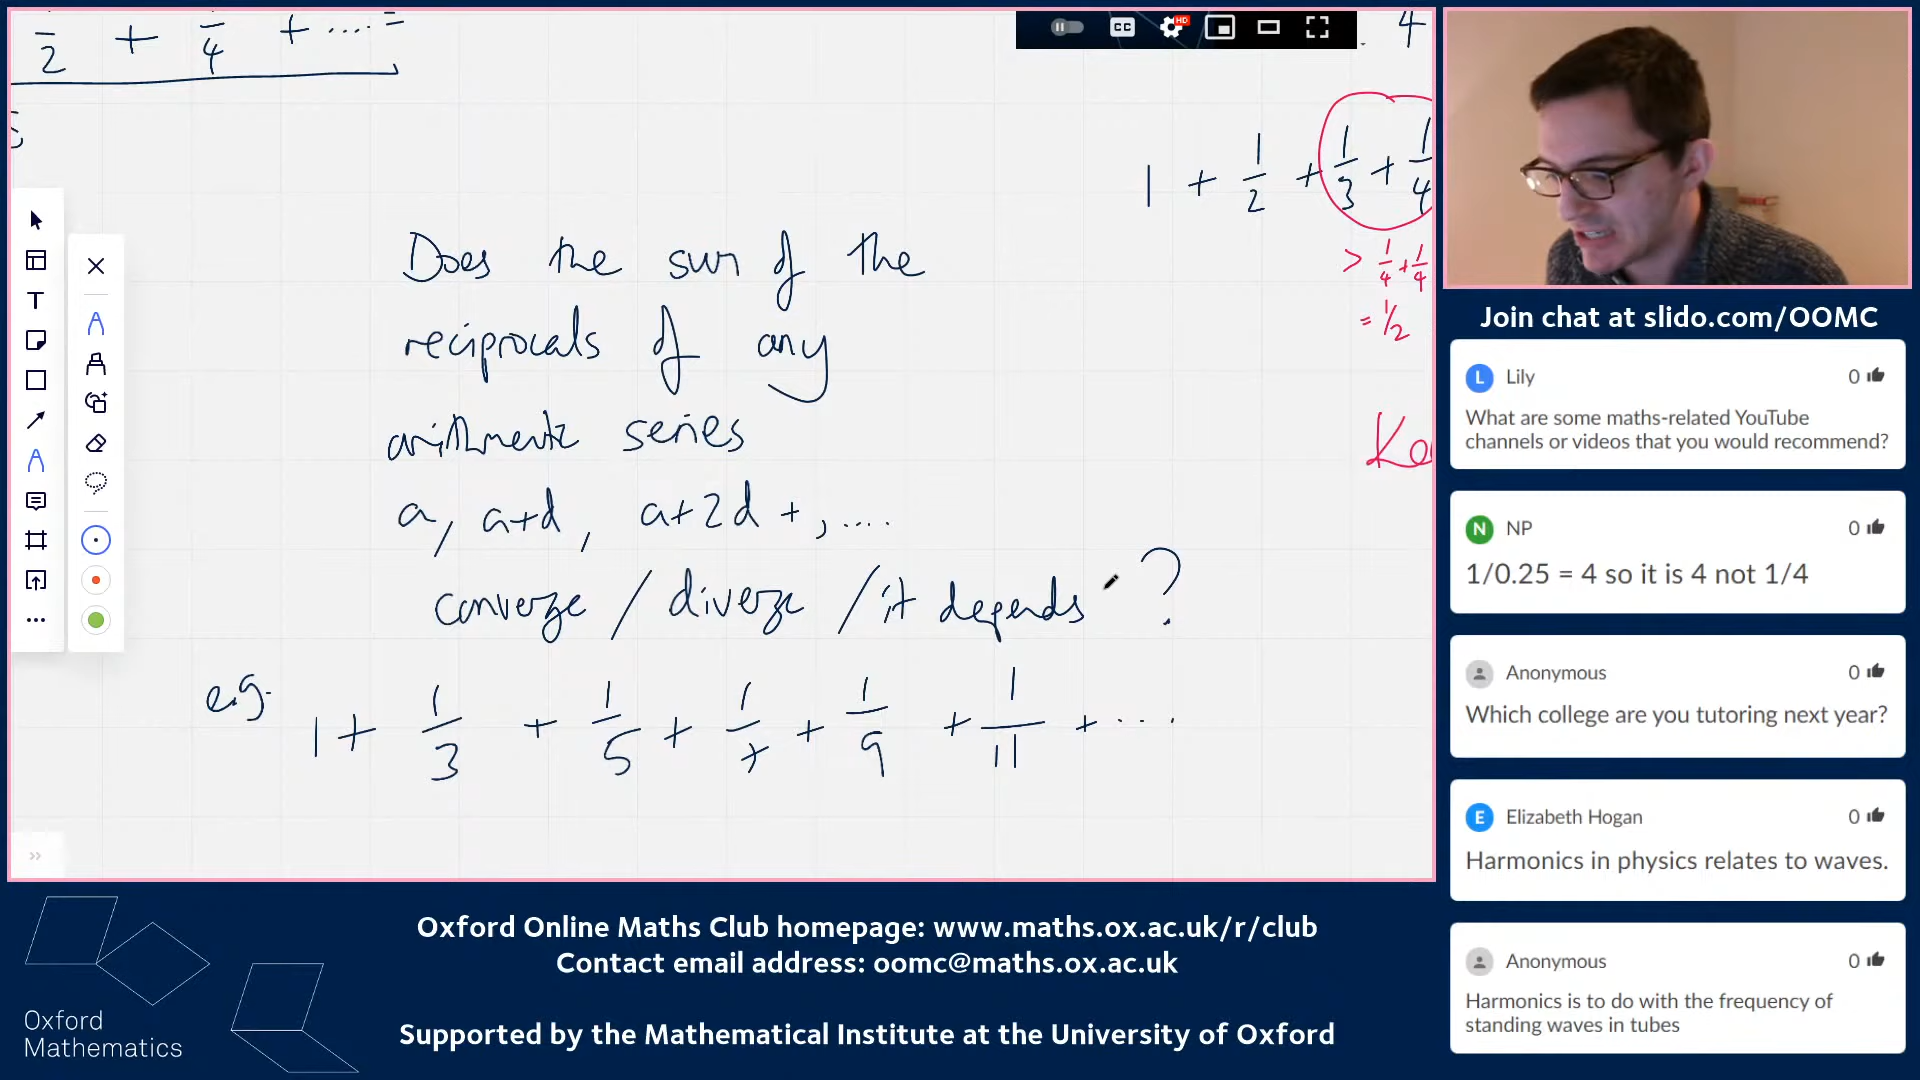 1/2 + 1/4 + .... =
4
1 + 1/2 + 1/3 + 1/4
> 1/4 + 1/4
= 1/2
Does the sum of the
reciprocals of any
arithmetic series
a, a+d, a+2d +, ....
converge / diverge / it depends ?
e.g. 1 + 1/3 + 1/5 + 1/7 + 1/9 + 1/11 + ...
CC
HD
T
Join chat at slido.com/OOMC
L Lily 0
What are some maths-related YouTube
channels or videos that you would recommend?
N NP 0
1/0.25 = 4 so it is 4 not 1/4
Anonymous 0
Which college are you tutoring next year?
E Elizabeth Hogan 0
Harmonics in physics relates to waves.
Anonymous 0
Harmonics is to do with the frequency of
standing waves in tubes
Oxford Online Maths Club homepage: www.maths.ox.ac.uk/r/club
Contact email address: oomc@maths.ox.ac.uk
Supported by the Mathematical Institute at the University of Oxford
Oxford
Mathematics